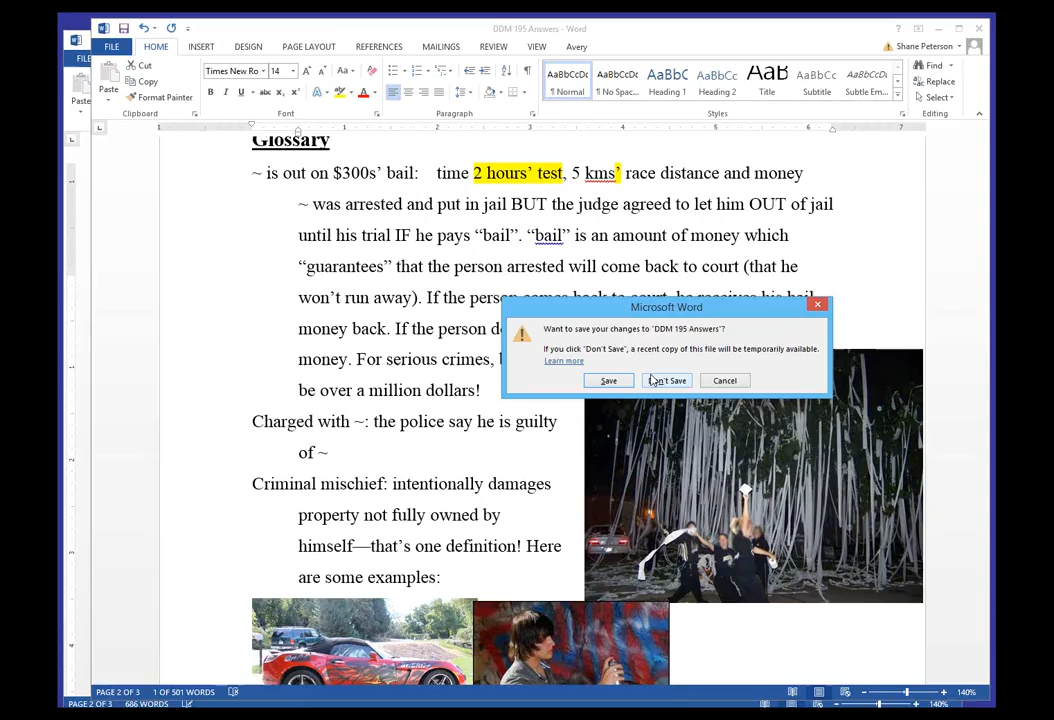 DDM 195 Answers - Word
FILE HOME INSERT DESIGN PAGE LAYOUT REFERENCES MAILINGS REVIEW VIEW Avery
Shane Peterson
FILE
Paste
Cut
Copy
Format Painter
Clipboard
Times New Ro 14
Font
Paragraph
AaBbCcDc AaBbCcDc AaBbCc AaBbCc AaB AaBbCcC AaBbCcDc
¶ Normal ¶ No Spac... Heading 1 Heading 2 Title Subtitle Subtle Em...
Styles
Find
Replace
Select
Editing
Paste
1 1 2 3 4 5 6 7
Glossary
~ is out on $300s’ bail: time 2 hours’ test, 5 kms’ race distance and money
~ was arrested and put in jail BUT the judge agreed to let him OUT of jail
until his trial IF he pays “bail”. “bail” is an amount of money which
“guarantees” that the person arrested will come back to court (that he
won’t run away). If the person comes back to court, he receives his bail
money back. If the person
money. For serious crimes,
be over a million dollars!
Charged with ~: the police say he is guilty
of ~
Criminal mischief: intentionally damages
property not fully owned by
himself—that’s one definition! Here
are some examples:
Microsoft Word
Want to save your changes to "DDM 195 Answers"?
If you click "Don't Save", a recent copy of this file will be temporarily available.
Learn more
Save Don't Save Cancel
PAGE 2 OF 3 1 OF 501 WORDS 140%
PAGE 2 OF 3 686 WORDS 140%